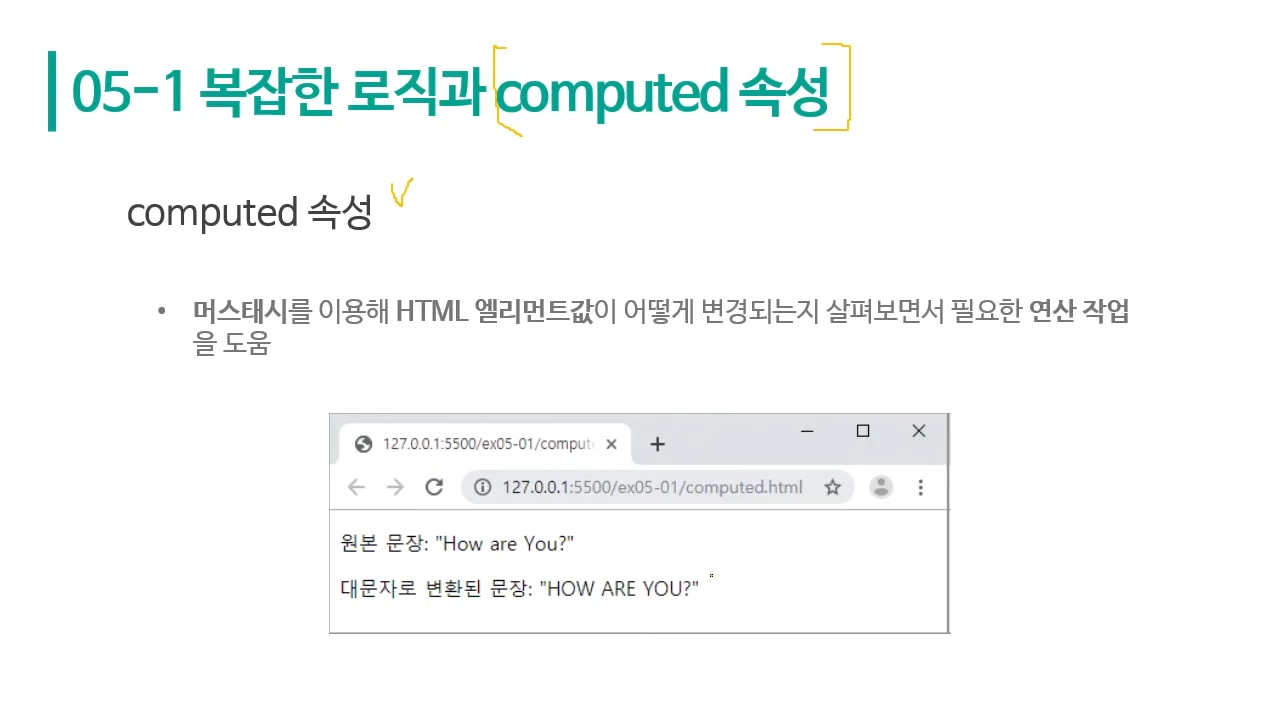 05-1 복잡한 로직과 computed 속성
computed 속성
• 머스태시를 이용해 HTML 엘리먼트값이 어떻게 변경되는지 살펴보면서 필요한 연산 작업
을 도움
127.0.0.1:5500/ex05-01/comput
127.0.0.1:5500/ex05-01/computed.html
원본 문장: "How are You?"
대문자로 변환된 문장: "HOW ARE YOU?"